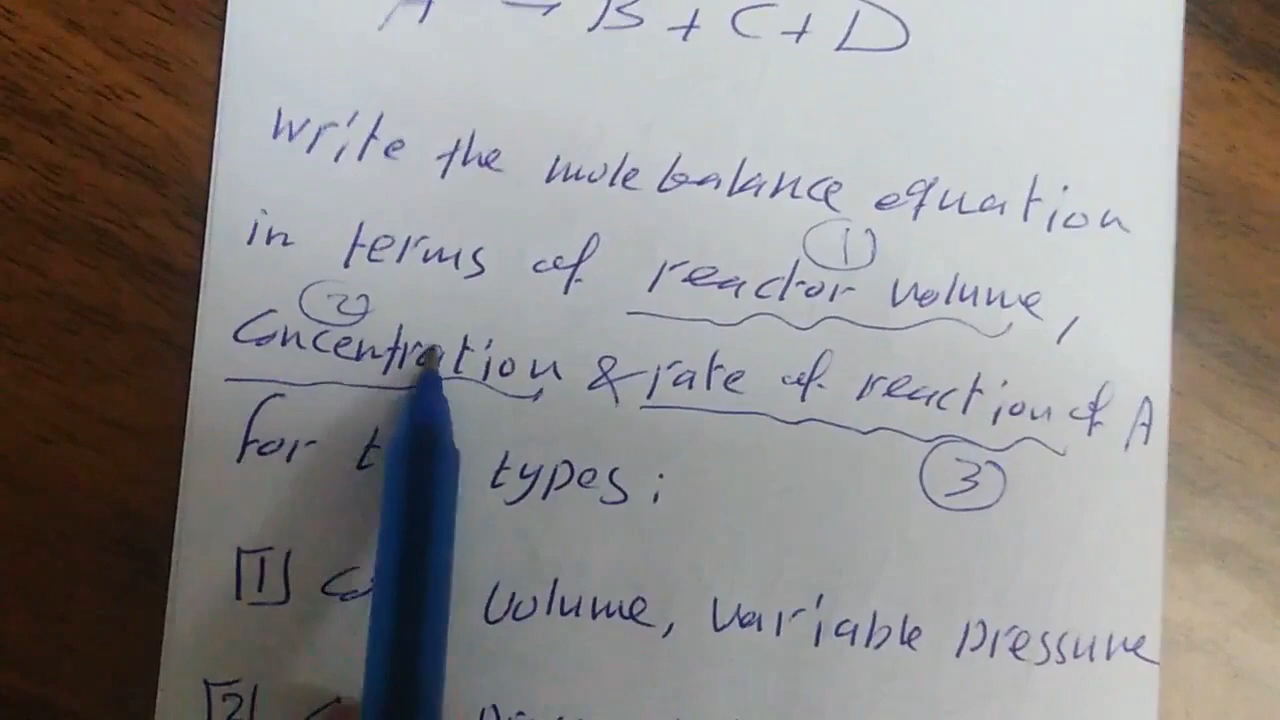 A → B + C + D
Write the mole balance equation
in terms of reactor volume,
①
②
Concentration & rate of reaction of A
③
for types:
[1] volume, variable pressure
[2]